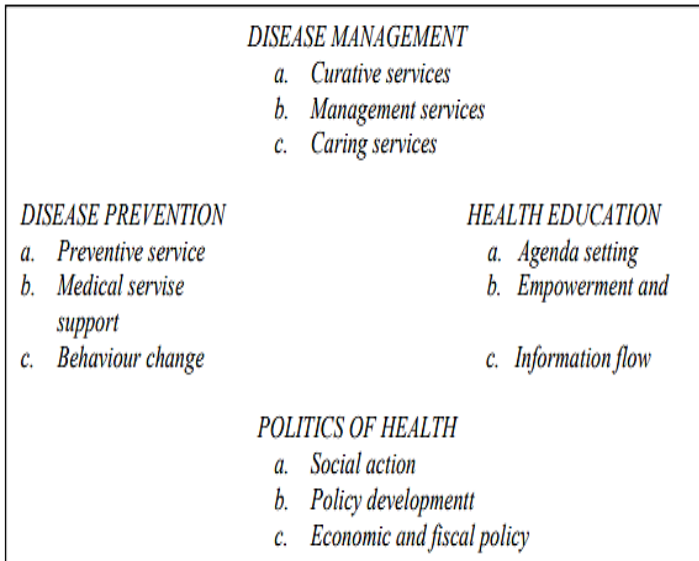 DISEASE MANAGEMENT
a. Curative services
b. Management services
c. Caring services
DISEASE PREVENTION
a. Preventive service
b. Medical servise
support
c. Behaviour change
HEALTH EDUCATION
a. Agenda setting
b. Empowerment and
c. Information flow
POLITICS OF HEALTH
a. Social action
b. Policy developmentt
c. Economic and fiscal policy